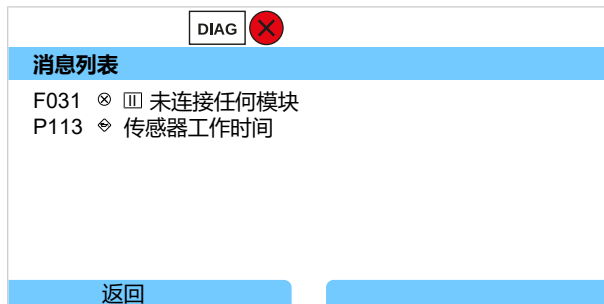 DIAG
消息列表
F031 ⊗ Ⅲ 未连接任何模块
P113 传感器工作时间
返回